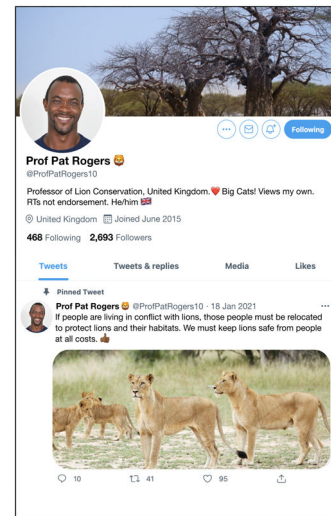 Following
Prof Pat Rogers 🦁
@ProfPatRogers10
Professor of Lion Conservation, United Kingdom.❤️ Big Cats! Views my own.
RTs not endorsement. He/him 🇬🇧
United Kingdom Joined June 2015
468 Following 2,693 Followers
Tweets Tweets & replies Media Likes
Pinned Tweet
Prof Pat Rogers 🦁 @ProfPatRogers10 · 18 Jan 2021
If people are living in conflict with lions, those people must be relocated
to protect lions and their habitats. We must keep lions safe from people
at all costs. 👍🏾
10 41 95